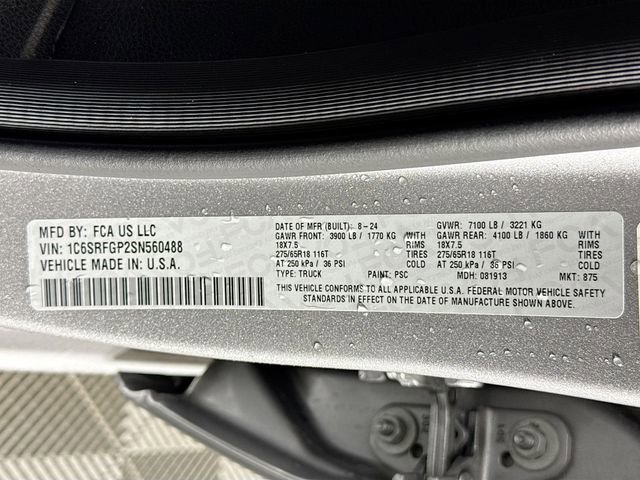 MFD BY: FCA US LLC
VIN: 1C6SRFGP2SN560488
VEHICLE MADE IN: U.S.A.
DATE OF MFR (BUILT): 8-24 GVWR: 7100 LB / 3221 KG
GAWR FRONT: 3900 LB / 1770 KG WITH GAWR REAR: 4100 LB / 1860 KG WITH
18X7.5 RIMS 18X7.5 RIMS
275/65R18 116T TIRES 275/65R18 116T TIRES
AT 250 kPa / 36 PSI COLD AT 250 kPa / 36 PSI COLD
TYPE: TRUCK PAINT: PSC MDH: 081913 MKT: 875
THIS VEHICLE CONFORMS TO ALL APPLICABLE U.S.A. FEDERAL MOTOR VEHICLE SAFETY
STANDARDS IN EFFECT ON THE DATE OF MANUFACTURE SHOWN ABOVE.